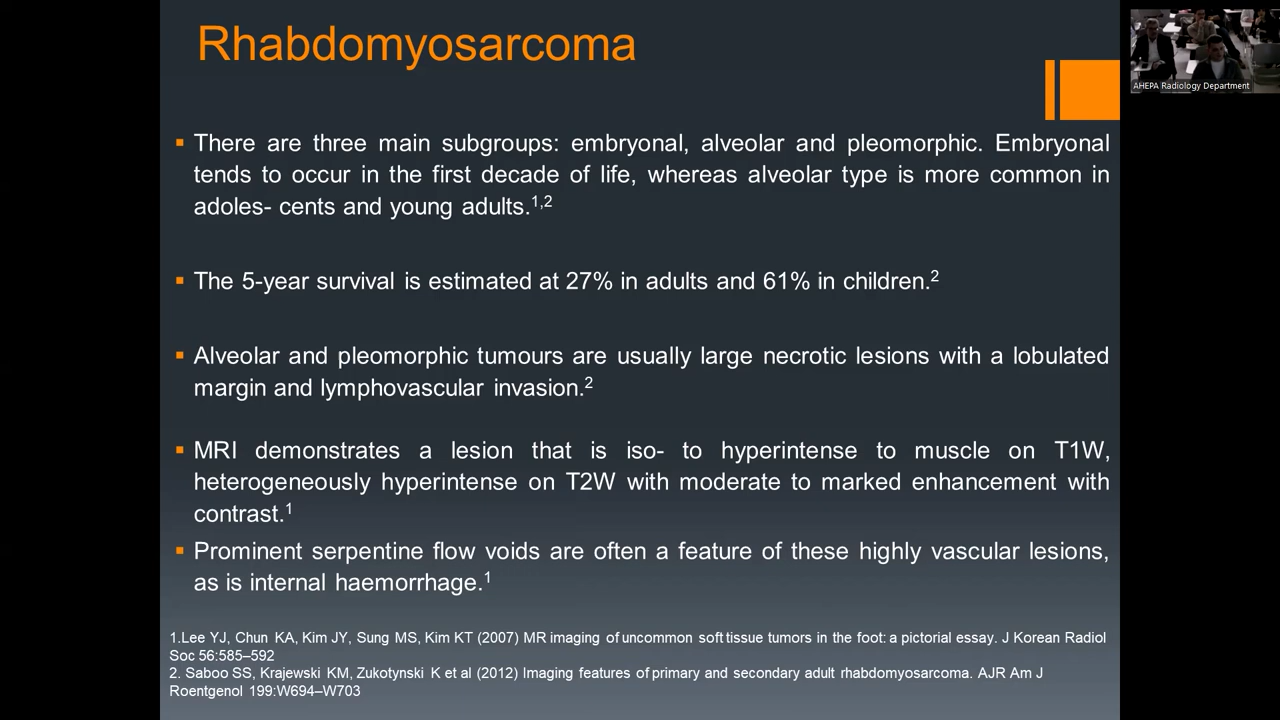 Rhabdomyosarcoma
AHEPA Radiology Department
▪ There are three main subgroups: embryonal, alveolar and pleomorphic. Embryonal
tends to occur in the first decade of life, whereas alveolar type is more common in
adoles- cents and young adults.1,2
▪ The 5-year survival is estimated at 27% in adults and 61% in children.2
▪ Alveolar and pleomorphic tumours are usually large necrotic lesions with a lobulated
margin and lymphovascular invasion.2
▪ MRI demonstrates a lesion that is iso- to hyperintense to muscle on T1W,
heterogeneously hyperintense on T2W with moderate to marked enhancement with
contrast.1
▪ Prominent serpentine flow voids are often a feature of these highly vascular lesions,
as is internal haemorrhage.1
1.Lee YJ, Chun KA, Kim JY, Sung MS, Kim KT (2007) MR imaging of uncommon soft tissue tumors in the foot: a pictorial essay. J Korean Radiol
Soc 56:585–592
2. Saboo SS, Krajewski KM, Zukotynski K et al (2012) Imaging features of primary and secondary adult rhabdomyosarcoma. AJR Am J
Roentgenol 199:W694–W703